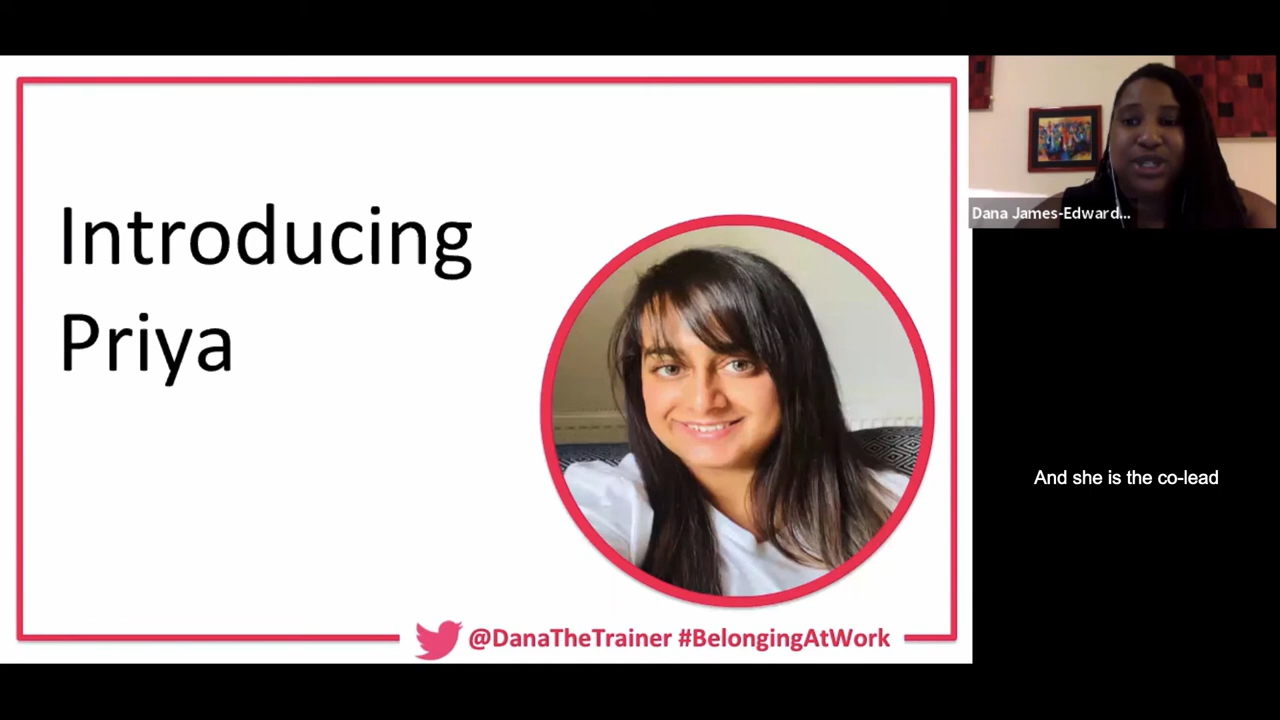 Introducing
Priya
@DanaTheTrainer #BelongingAtWork
Dana James-Edward...
And she is the co-lead